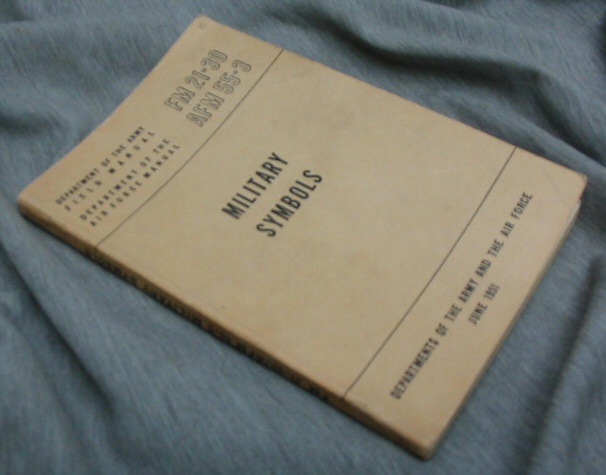 DEPARTMENT OF THE ARMY
FIELD MANUAL
DEPARTMENT OF THE
AIR FORCE MANUAL
FM 21-30
AFM 55-3
MILITARY
SYMBOLS
DEPARTMENTS OF THE ARMY AND THE AIR FORCE
JUNE 1951